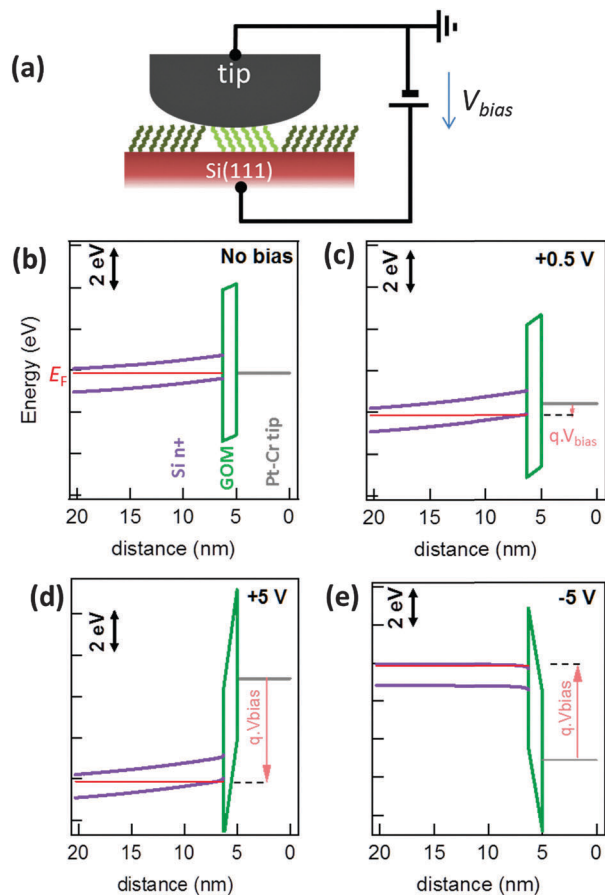 (a)
tip
V_bias
Si(111)
(b)
2 eV
No bias
Energy (eV)
E_F
Si n+
GOM
Pt-Cr tip
20 15 10 5 0
distance (nm)
(c)
2 eV
+0.5 V
q.V_bias
20 15 10 5 0
distance (nm)
(d)
2 eV
+5 V
q.Vbias
20 15 10 5 0
distance (nm)
(e)
2 eV
-5 V
q.Vbias
20 15 10 5 0
distance (nm)